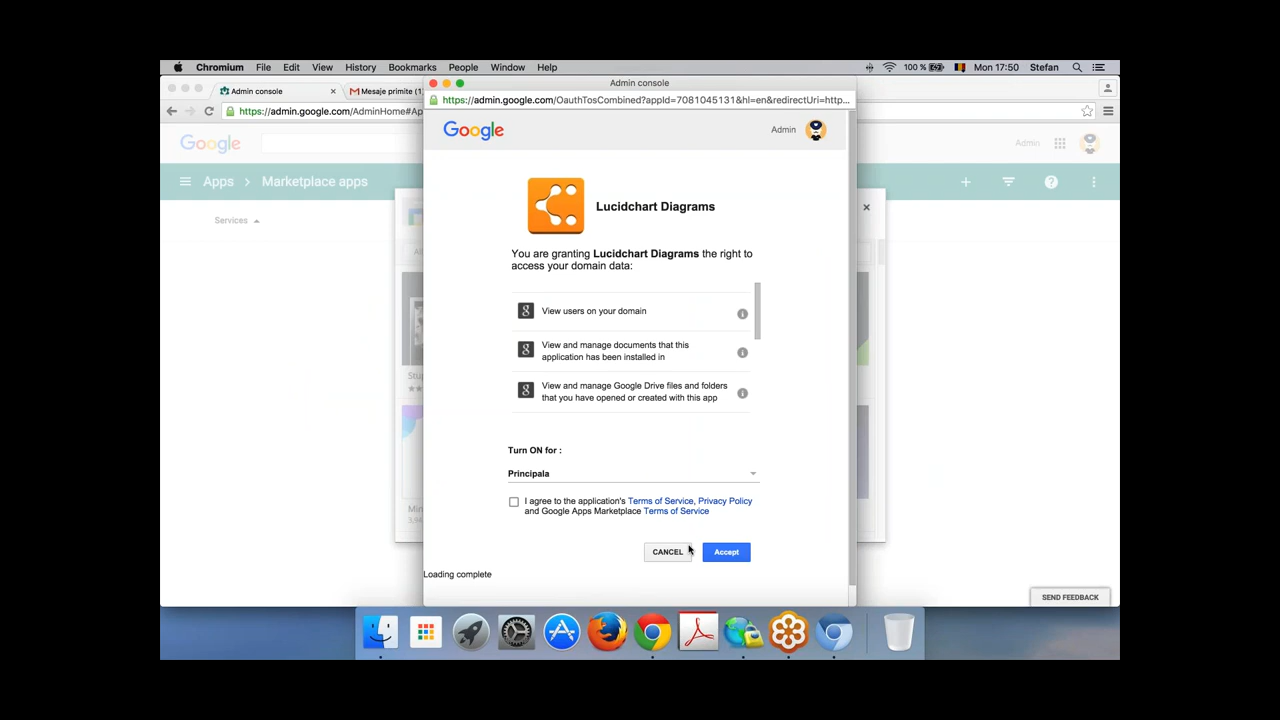 Chromium File Edit View History Bookmarks People Window Help 100 % Mon 17:50 Stefan
Admin console
Admin console
Mesaje primite (1
https://admin.google.com/OauthTosCombined?appId=7081045131&hl=en&redirectUri=http...
https://admin.google.com/AdminHome#Ap
Google
Admin
Google
Admin
Apps
Marketplace apps
Services
Lucidchart Diagrams
You are granting Lucidchart Diagrams the right to
access your domain data:
View users on your domain
View and manage documents that this
application has been installed in
View and manage Google Drive files and folders
that you have opened or created with this app
Turn ON for :
Principala
I agree to the application's Terms of Service, Privacy Policy
and Google Apps Marketplace Terms of Service
CANCEL
Accept
Loading complete
SEND FEEDBACK